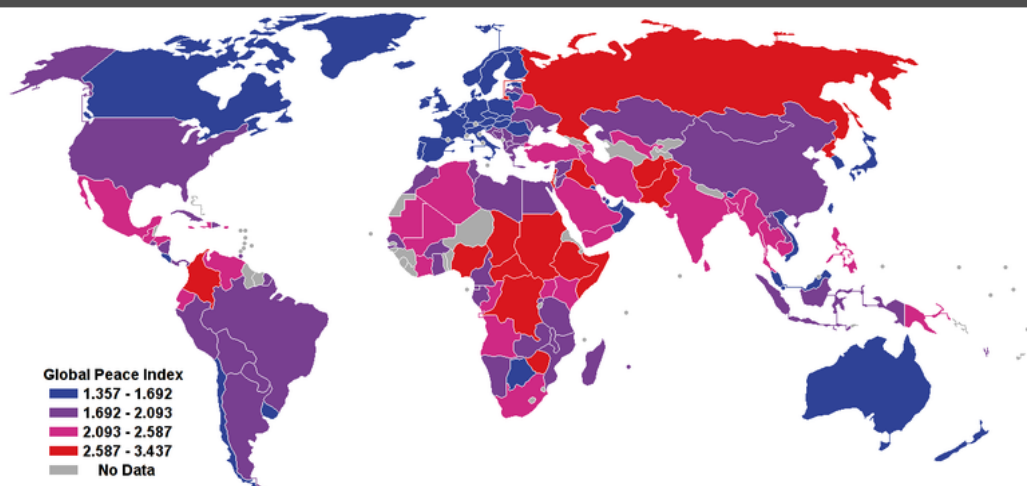 Global Peace Index
1.357 - 1.692
1.692 - 2.093
2.093 - 2.587
2.587 - 3.437
No Data